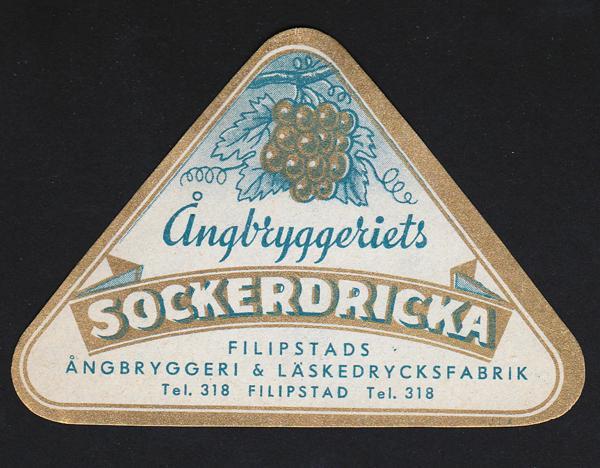 Ångbryggeriets
SOCKERDRICKA
FILIPSTADS
ÅNGBRYGGERI & LÄSKEDRYCKSFABRIK
Tel. 318 FILIPSTAD Tel. 318